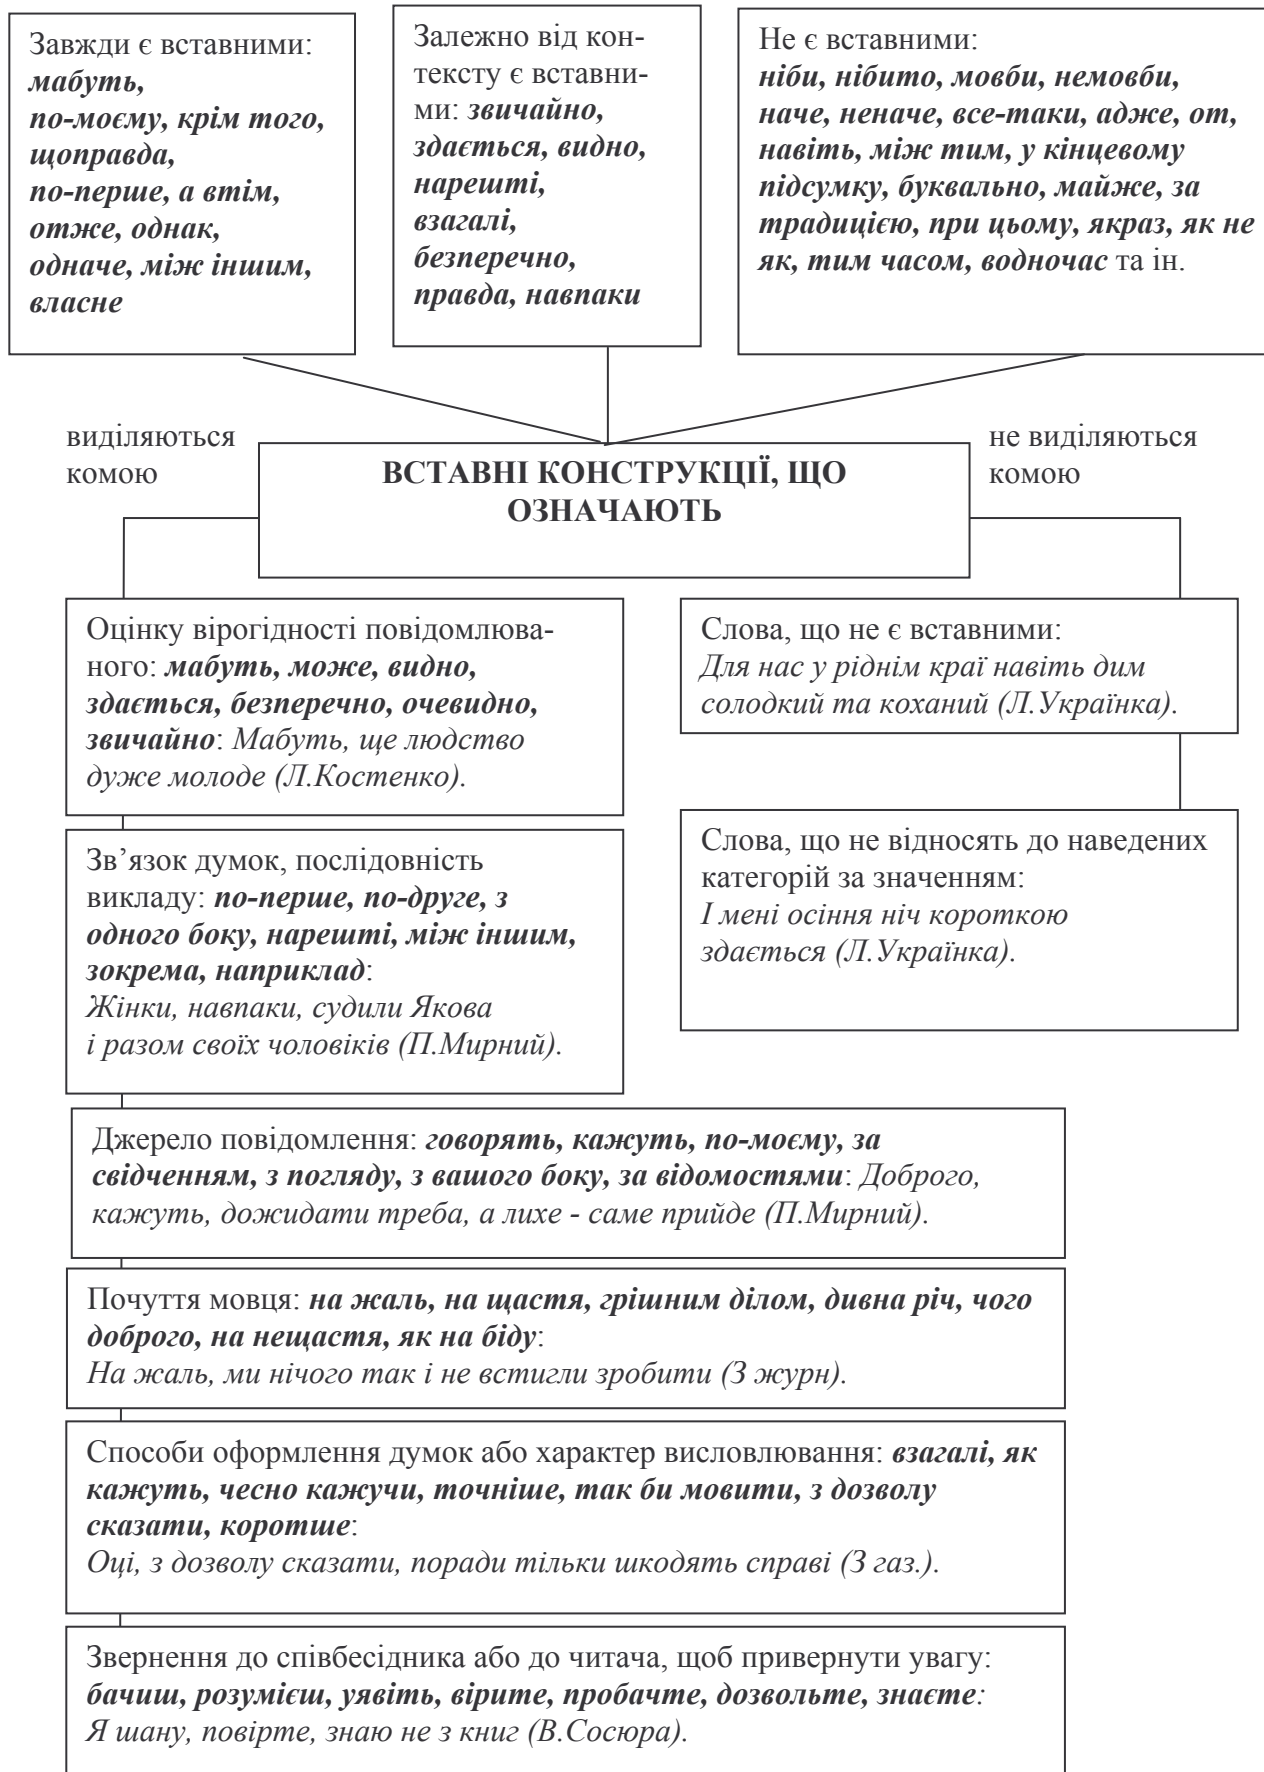 Завжди є вставними:
мабуть,
по-моєму, крім того,
щоправда,
по-перше, а втім,
отже, однак,
одначе, між іншим,
власне
Залежно від кон-
тексту є вставни-
ми: звичайно,
здається, видно,
нарешті,
взагалі,
безперечно,
правда, навпаки
Не є вставними:
ніби, нібито, мовби, немовби,
наче, неначе, все-таки, адже, от,
навіть, між тим, у кінцевому
підсумку, буквально, майже, за
традицією, при цьому, якраз, як не
як, тим часом, водночас та ін.
виділяються
комою
ВСТАВНІ КОНСТРУКЦІЇ, ЩО
ОЗНАЧАЮТЬ
не виділяються
комою
Оцінку вірогідності повідомлюва-
ного: мабуть, може, видно,
здається, безперечно, очевидно,
звичайно: Мабуть, ще людство
дуже молоде (Л.Костенко).
Слова, що не є вставними:
Для нас у ріднім краї навіть дим
солодкий та коханий (Л.Українка).
Зв’язок думок, послідовність
викладу: по-перше, по-друге, з
одного боку, нарешті, між іншим,
зокрема, наприклад:
Жінки, навпаки, судили Якова
і разом своїх чоловіків (П.Мирний).
Слова, що не відносять до наведених
категорій за значенням:
І мені осіння ніч короткою
здається (Л.Українка).
Джерело повідомлення: говорять, кажуть, по-моєму, за
свідченням, з погляду, з вашого боку, за відомостями: Доброго,
кажуть, дожидати треба, а лихе - саме прийде (П.Мирний).
Почуття мовця: на жаль, на щастя, грішним ділом, дивна річ, чого
доброго, на нещастя, як на біду:
На жаль, ми нічого так і не встигли зробити (З журн).
Способи оформлення думок або характер висловлювання: взагалі, як
кажуть, чесно кажучи, точніше, так би мовити, з дозволу
сказати, коротше:
Оці, з дозволу сказати, поради тільки шкодять справі (З газ.).
Звернення до співбесідника або до читача, щоб привернути увагу:
бачиш, розумієш, уявіть, вірите, пробачте, дозвольте, знаєте:
Я шану, повірте, знаю не з книг (В.Сосюра).